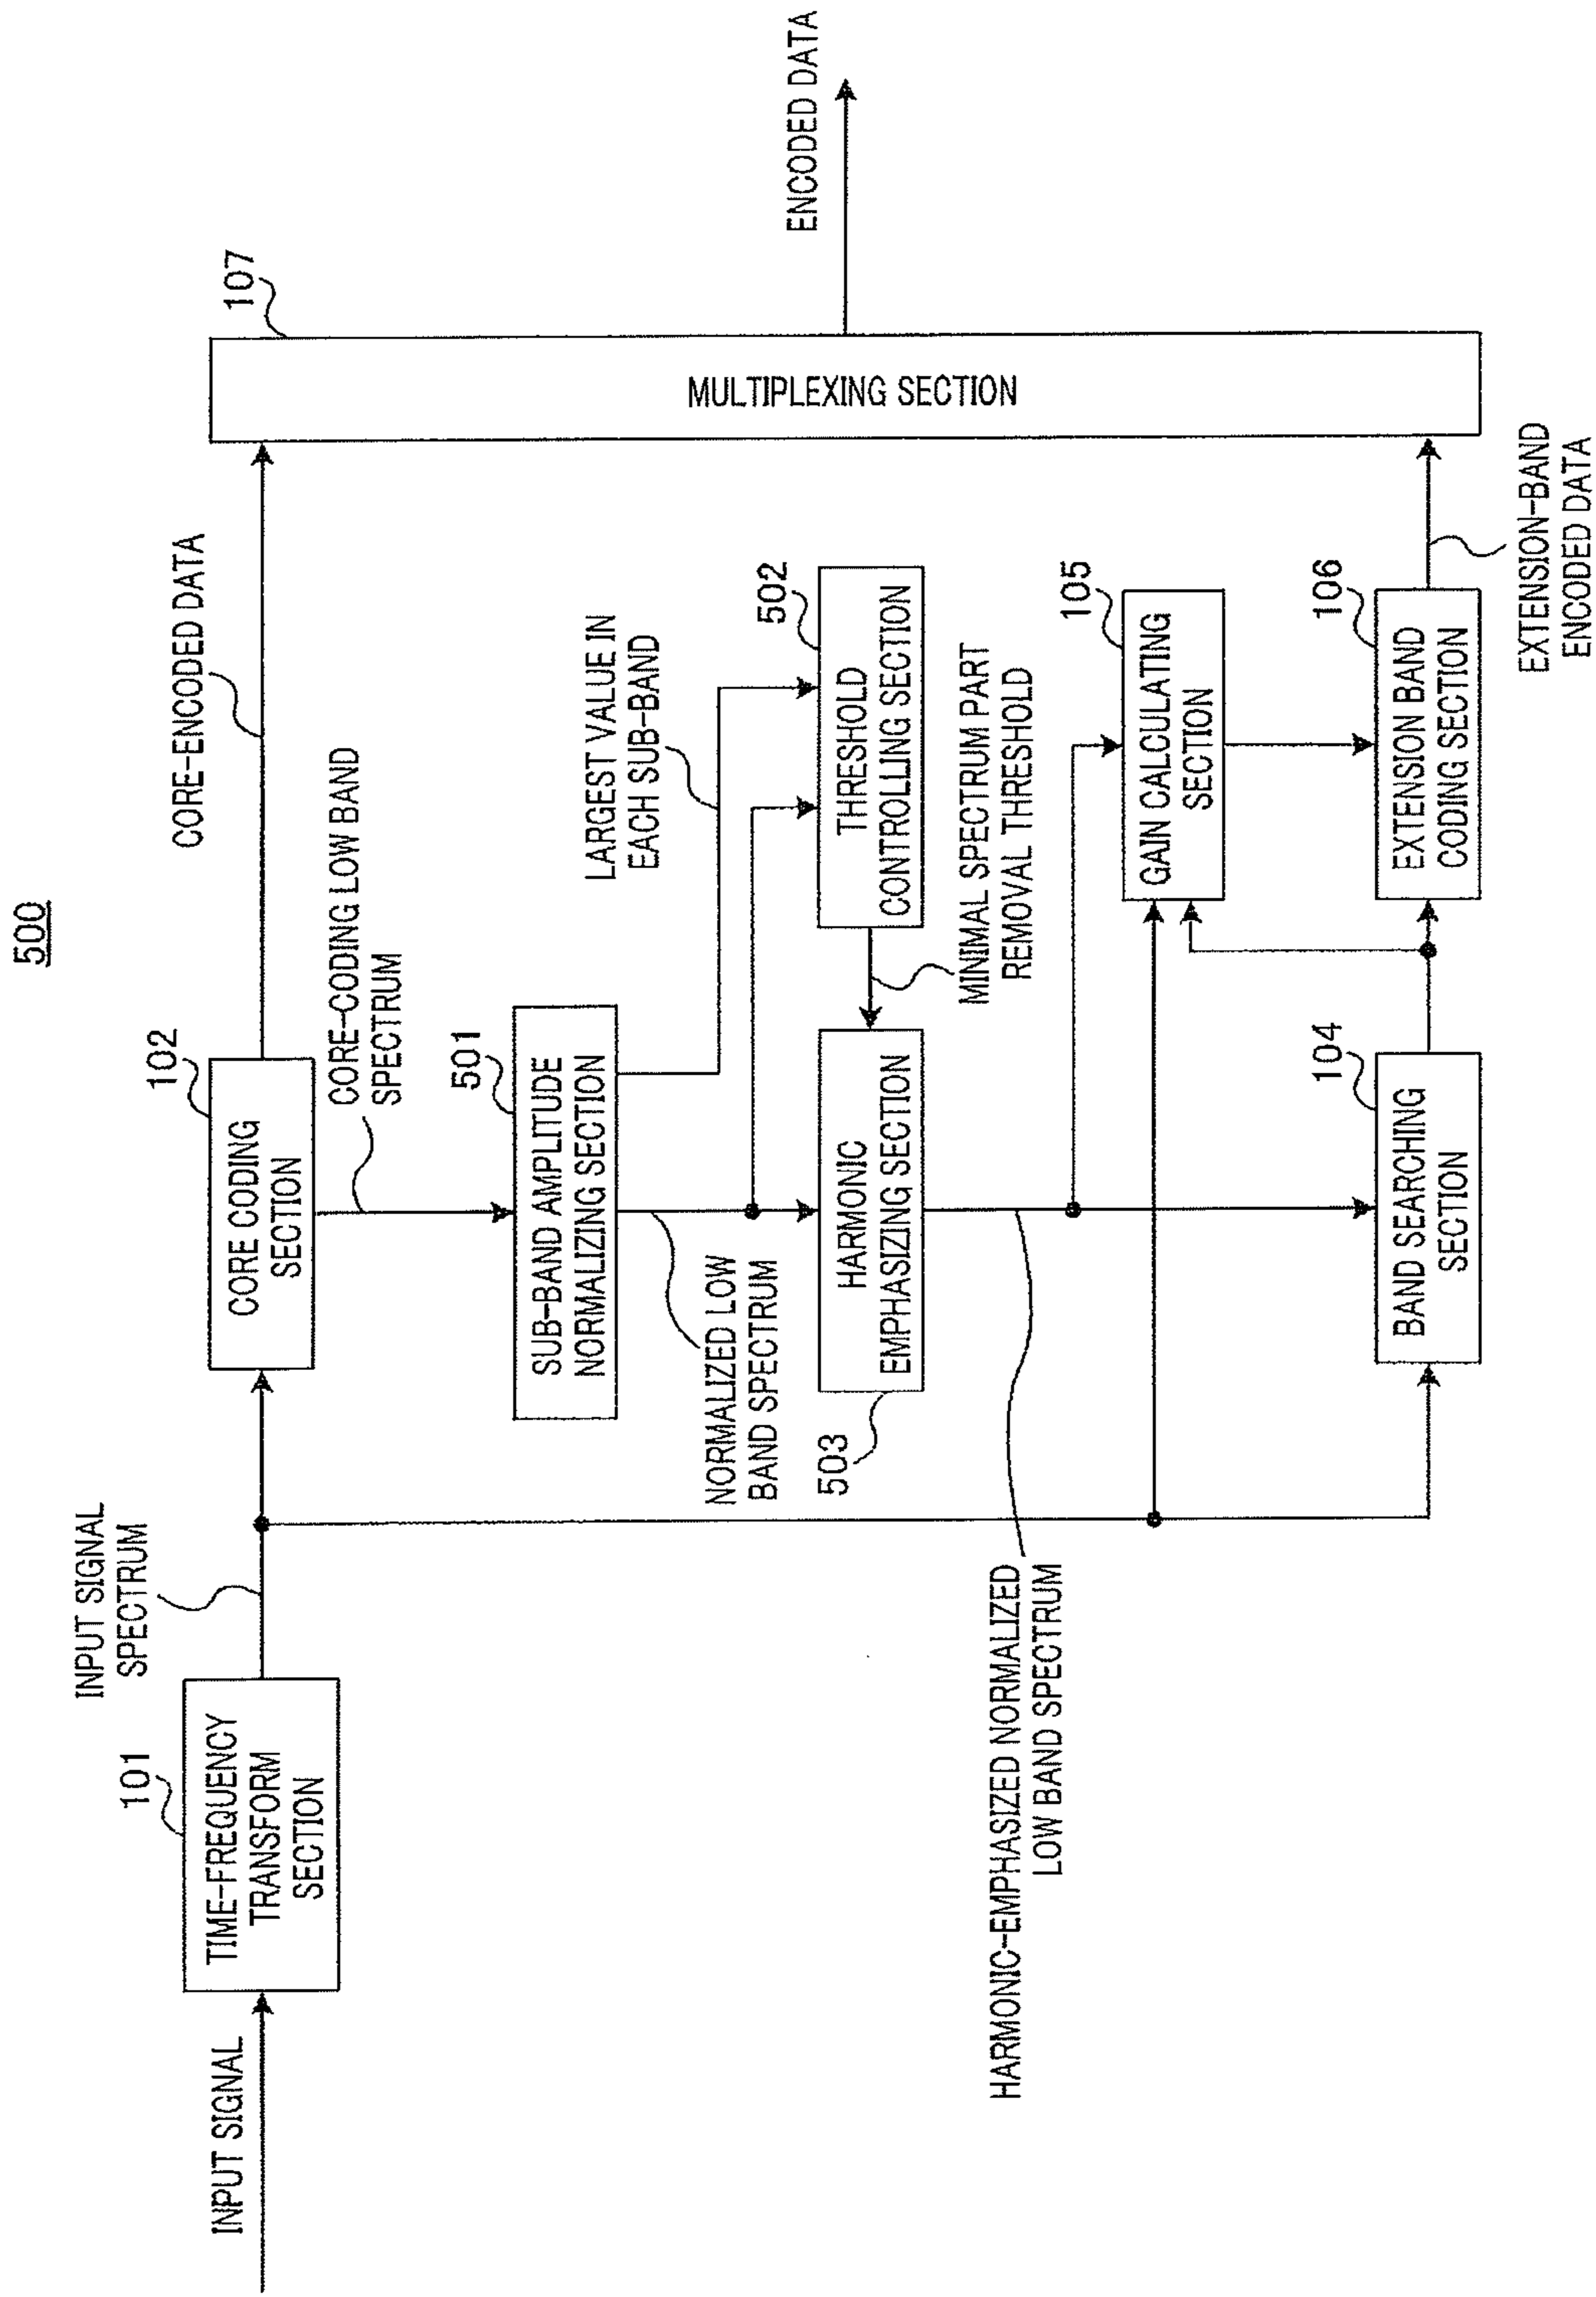 500
INPUT SIGNAL
101
TIME-FREQUENCY
TRANSFORM
SECTION
INPUT SIGNAL
SPECTRUM
102
CORE CODING
SECTION
CORE-ENCODED DATA
CORE-CODING LOW BAND
SPECTRUM
107
MULTIPLEXING SECTION
ENCODED DATA
501
SUB-BAND AMPLITUDE
NORMALIZING SECTION
LARGEST VALUE IN
EACH SUB-BAND
NORMALIZED LOW
BAND SPECTRUM
502
THRESHOLD
CONTROLLING SECTION
503
HARMONIC
EMPHASIZING SECTION
MINIMAL SPECTRUM PART
REMOVAL THRESHOLD
HARMONIC-EMPHASIZED NORMALIZED
LOW BAND SPECTRUM
105
GAIN CALCULATING
SECTION
104
BAND SEARCHING
SECTION
106
EXTENSION BAND
CODING SECTION
EXTENSION-BAND
ENCODED DATA